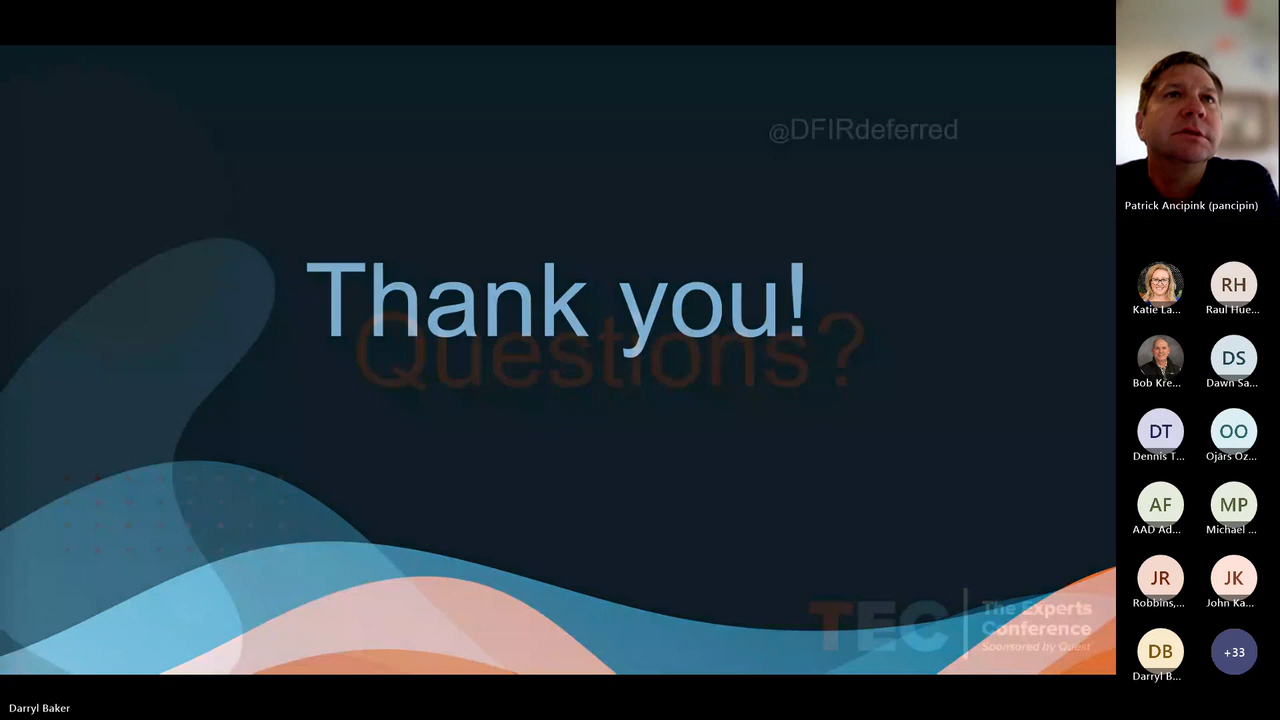 @DFIRdeferred
Thank you!
Questions?
TEC
The Experts
Conference
Sponsored by Quest
Patrick Ancipink (pancipin)
Katie La...
RH
Raul Hue...
Bob Kre...
DS
Dawn Sa...
DT
Dennis T...
OO
Ojārs Oz...
AF
AAD Ad...
MP
Michael ...
JR
Robbins,...
JK
John Ka...
DB
Darryl B...
+33
Darryl Baker